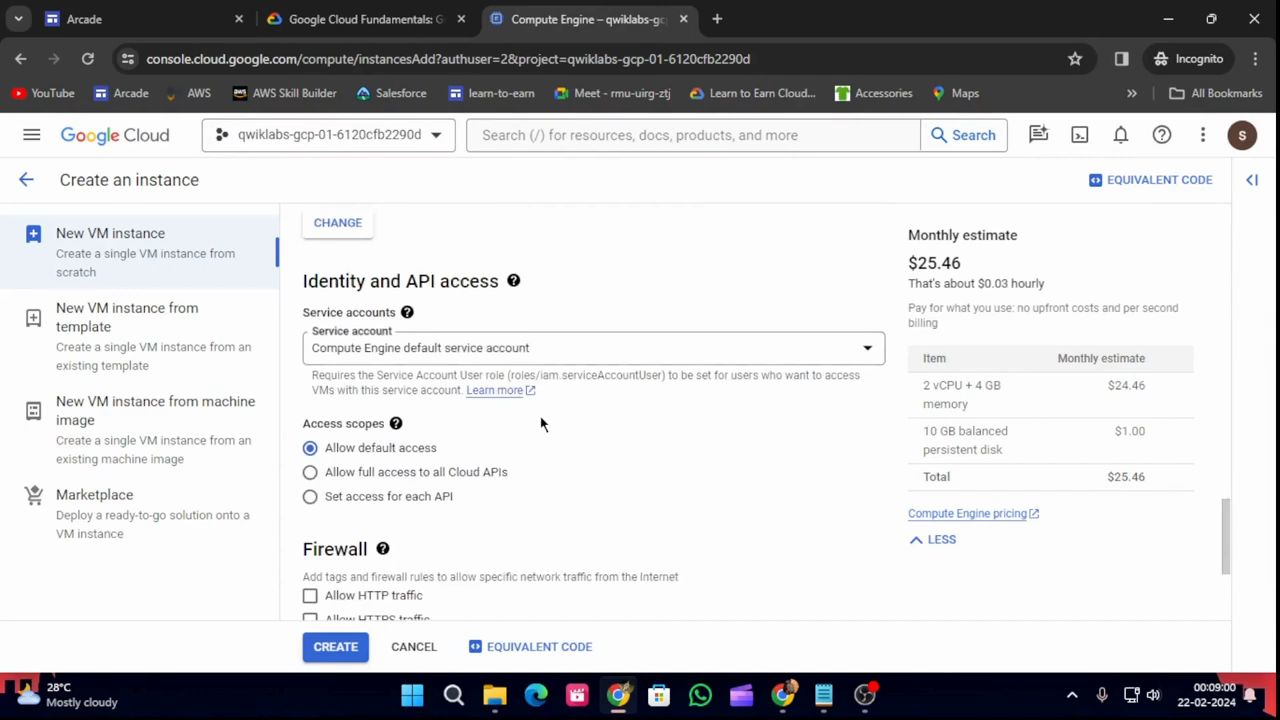 Arcade
Google Cloud Fundamentals: G
Compute Engine – qwiklabs-gc
console.cloud.google.com/compute/instancesAdd?authuser=2&project=qwiklabs-gcp-01-6120cfb2290d
Incognito
YouTube
Arcade
AWS
AWS Skill Builder
Salesforce
learn-to-earn
Meet - rmu-uirg-ztj
Learn to Earn Cloud...
Accessories
Maps
All Bookmarks
Google Cloud
qwiklabs-gcp-01-6120cfb2290d
Search (/) for resources, docs, products, and more
Search
S
Create an instance
EQUIVALENT CODE
New VM instance
Create a single VM instance from
scratch
New VM instance from
template
Create a single VM instance from an
existing template
New VM instance from machine
image
Create a single VM instance from an
existing machine image
Marketplace
Deploy a ready-to-go solution onto a
VM instance
CHANGE
Identity and API access
Service accounts
Service account
Compute Engine default service account
Requires the Service Account User role (roles/iam.serviceAccountUser) to be set for users who want to access
VMs with this service account. Learn more
Access scopes
Allow default access
Allow full access to all Cloud APIs
Set access for each API
Firewall
Add tags and firewall rules to allow specific network traffic from the Internet
Allow HTTP traffic
Allow HTTPS traffic
CREATE
CANCEL
EQUIVALENT CODE
Monthly estimate
$25.46
That's about $0.03 hourly
Pay for what you use: no upfront costs and per second
billing
Item Monthly estimate
2 vCPU + 4 GB $24.46
memory
10 GB balanced $1.00
persistent disk
Total $25.46
Compute Engine pricing
LESS
28°C
Mostly cloudy
00:09:00
22-02-2024